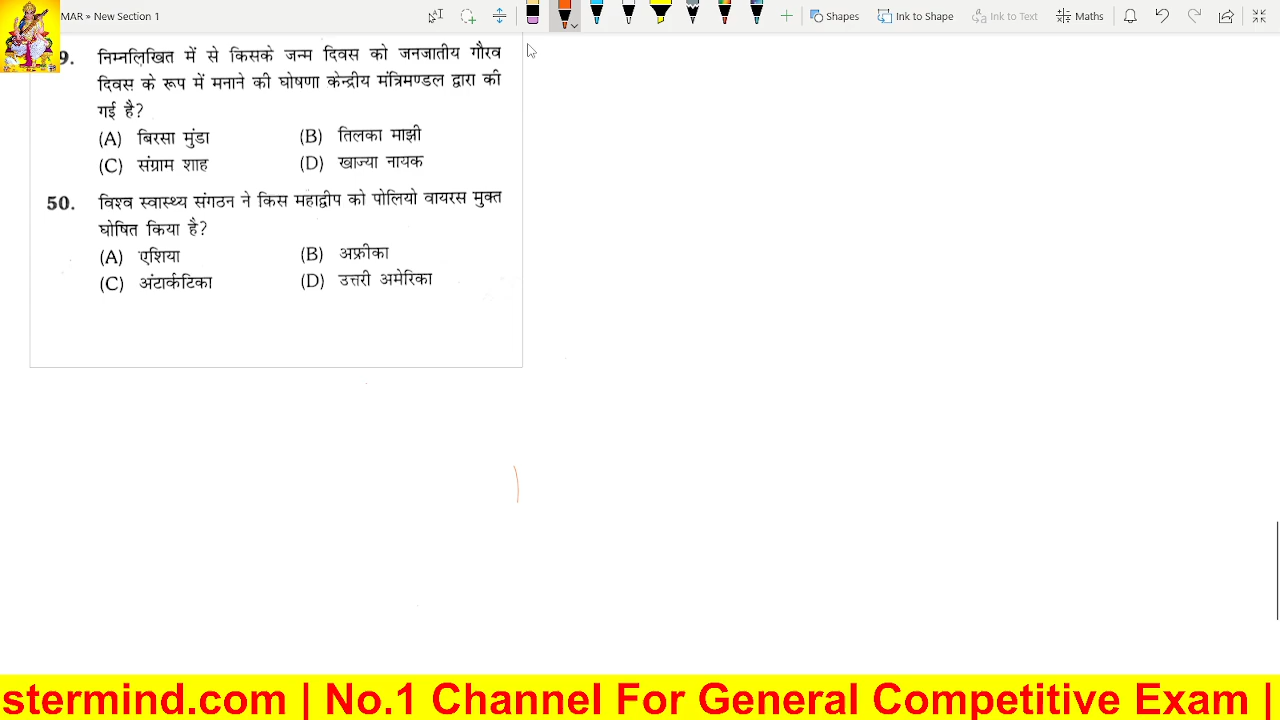 MAR » New Section 1
Shapes Ink to Shape Ink to Text Maths
9. निम्नलिखित में से किसके जन्म दिवस को जनजातीय गौरव
दिवस के रूप में मनाने की घोषणा केन्द्रीय मंत्रिमण्डल द्वारा की
गई है?
(A) बिरसा मुंडा (B) तिलका माझी
(C) संग्राम शाह (D) खाज्या नायक
50. विश्व स्वास्थ्य संगठन ने किस महाद्वीप को पोलियो वायरस मुक्त
घोषित किया है?
(A) एशिया (B) अफ्रीका
(C) अंटार्कटिका (D) उत्तरी अमेरिका
stermind.com | No.1 Channel For General Competitive Exam |